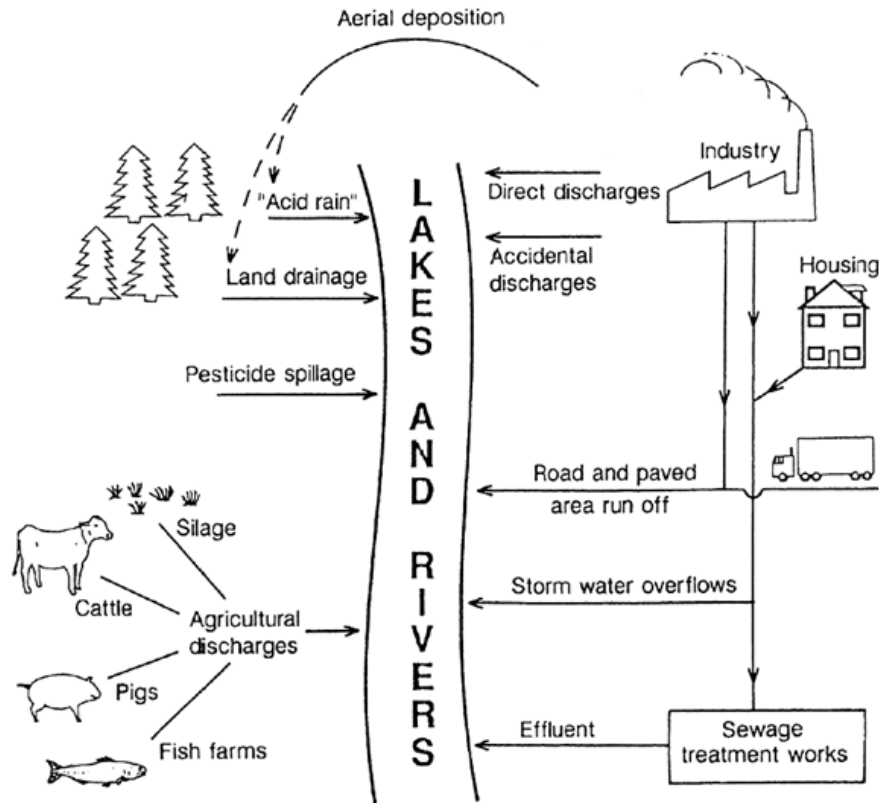 Aerial deposition
Industry
"Acid rain"
Direct discharges
Accidental
discharges
Land drainage
Housing
Pesticide spillage
LAKES AND RIVERS
Road and paved
area run off
Silage
Cattle
Storm water overflows
Agricultural
discharges
Pigs
Fish farms
Effluent
Sewage
treatment works